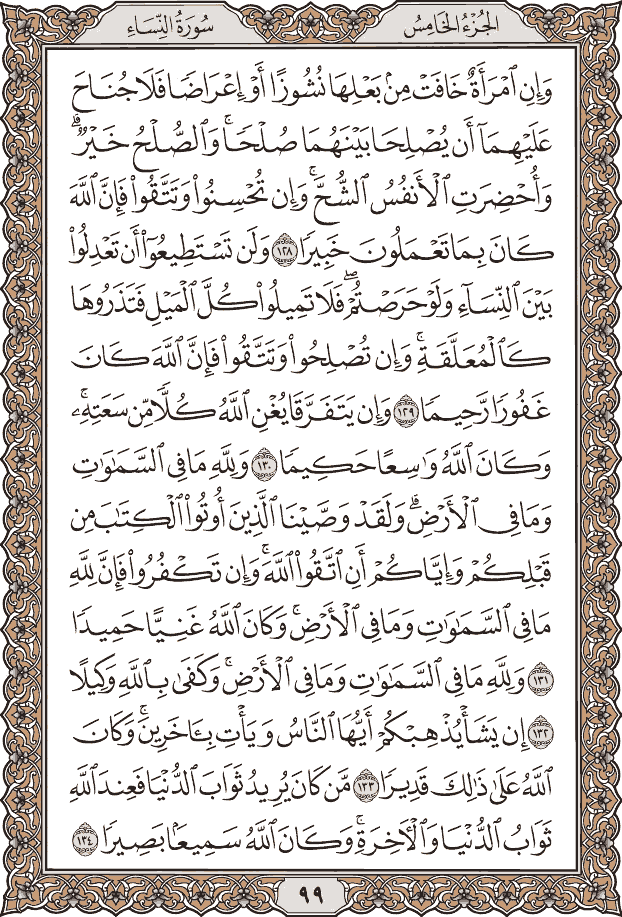 الجُزْءُ الخَامِسُ
سُورَةُ النِّسَاءِ
وَإِنِ ٱمْرَأَةٌ خَافَتْ مِنۢ بَعْلِهَا نُشُوزًا أَوْ إِعْرَاضًا فَلَا جُنَاحَ
عَلَيْهِمَآ أَن يُصْلِحَا بَيْنَهُمَا صُلْحًاۚ وَٱلصُّلْحُ خَيْرٌۗ
وَأُحْضِرَتِ ٱلْأَنفُسُ ٱلشُّحَّۚ وَإِن تُحْسِنُوا۟ وَتَتَّقُوا۟ فَإِنَّ ٱللَّهَ
كَانَ بِمَا تَعْمَلُونَ خَبِيرًا ١٢٨ وَلَن تَسْتَطِيعُوٓا۟ أَن تَعْدِلُوا۟
بَيْنَ ٱلنِّسَآءِ وَلَوْ حَرَصْتُمْۖ فَلَا تَمِيلُوا۟ كُلَّ ٱلْمَيْلِ فَتَذَرُوهَا
كَٱلْمُعَلَّقَةِۚ وَإِن تُصْلِحُوا۟ وَتَتَّقُوا۟ فَإِنَّ ٱللَّهَ كَانَ
غَفُورًا رَّحِيمًا ١٢٩ وَإِن يَتَفَرَّقَا يُغْنِ ٱللَّهُ كُلًّا مِّن سَعَتِهِۦۚ
وَكَانَ ٱللَّهُ وَٰسِعًا حَكِيمًا ١٣٠ وَلِلَّهِ مَا فِى ٱلسَّمَٰوَٰتِ
وَمَا فِى ٱلْأَرْضِۗ وَلَقَدْ وَصَّيْنَا ٱلَّذِينَ أُوتُوا۟ ٱلْكِتَٰبَ مِن
قَبْلِكُمْ وَإِيَّاكُمْ أَنِ ٱتَّقُوا۟ ٱللَّهَۚ وَإِن تَكْفُرُوا۟ فَإِنَّ لِلَّهِ
مَا فِى ٱلسَّمَٰوَٰتِ وَمَا فِى ٱلْأَرْضِۚ وَكَانَ ٱللَّهُ غَنِيًّا حَمِيدًا
١٣١ وَلِلَّهِ مَا فِى ٱلسَّمَٰوَٰتِ وَمَا فِى ٱلْأَرْضِۚ وَكَفَىٰ بِٱللَّهِ وَكِيلًا
١٣٢ إِن يَشَأْ يُذْهِبْكُمْ أَيُّهَا ٱلنَّاسُ وَيَأْتِ بِـَٔاخَرِينَۚ وَكَانَ
ٱللَّهُ عَلَىٰ ذَٰلِكَ قَدِيرًا ١٣٣ مَّن كَانَ يُرِيدُ ثَوَابَ ٱلدُّنْيَا فَعِندَ ٱللَّهِ
ثَوَابُ ٱلدُّنْيَا وَٱلْـَٔاخِرَةِۚ وَكَانَ ٱللَّهُ سَمِيعًۢا بَصِيرًا ١٣٤
٩٩